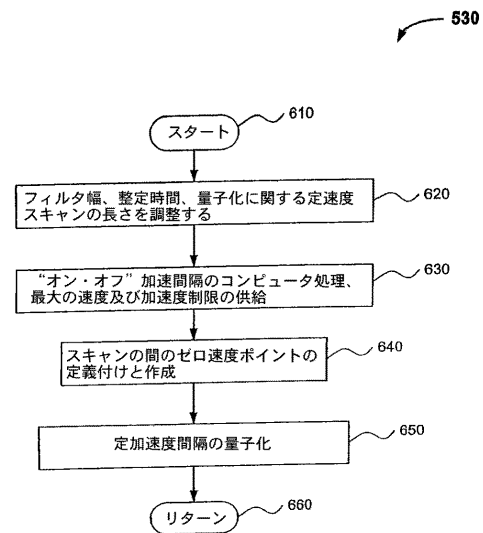 530
スタート
610
フィルタ幅、整定時間、量子化に関する定速度
スキャンの長さを調整する
620
“オン・オフ”加速間隔のコンピュータ処理、
最大の速度及び加速度制限の供給
630
スキャンの間のゼロ速度ポイントの
定義付けと作成
640
定加速度間隔の量子化
650
リターン
660